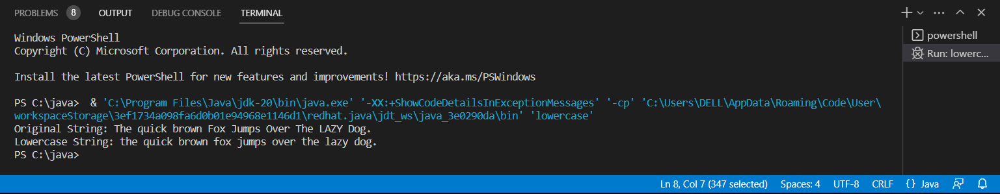 PROBLEMS 8 OUTPUT DEBUG CONSOLE TERMINAL
Windows PowerShell
Copyright (C) Microsoft Corporation. All rights reserved.
Install the latest PowerShell for new features and improvements! https://aka.ms/PSWindows
PS C:\java>  & 'C:\Program Files\Java\jdk-20\bin\java.exe' '-XX:+ShowCodeDetailsInExceptionMessages' '-cp' 'C:\Users\DELL\AppData\Roaming\Code\User\
workspaceStorage\3ef1734a098fa6d0b01e94968e1146d1\redhat.java\jdt_ws\java_3e0290da\bin' 'lowercase'
Original String: The quick brown Fox Jumps Over The LAZY Dog.
Lowercase String: the quick brown fox jumps over the lazy dog.
PS C:\java>
powershell
Run: lowerc...
Ln 8, Col 7 (347 selected) Spaces: 4 UTF-8 CRLF {} Java